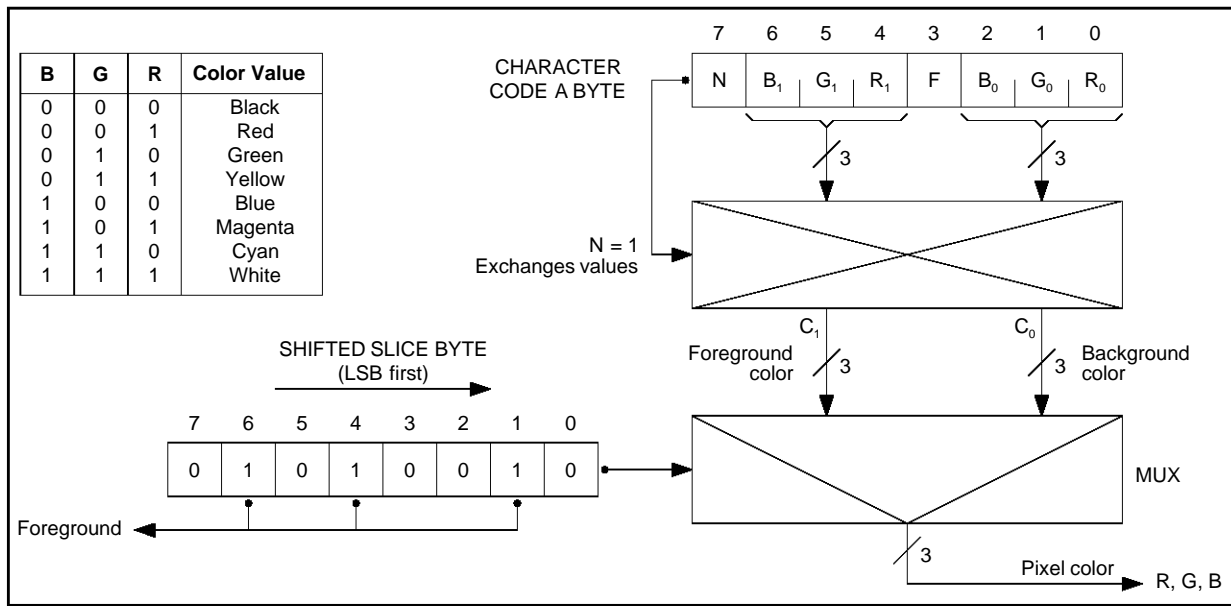 B G R Color Value
0 0 0 Black
0 0 1 Red
0 1 0 Green
0 1 1 Yellow
1 0 0 Blue
1 0 1 Magenta
1 1 0 Cyan
1 1 1 White
7 6 5 4 3 2 1 0
CHARACTER
CODE A BYTE
N B1 G1 R1 F B0 G0 R0
3 3
N = 1
Exchanges values
C1 C0
Foreground
color
3 3
Background
color
SHIFTED SLICE BYTE
(LSB first)
7 6 5 4 3 2 1 0
0 1 0 1 0 0 1 0
MUX
Foreground
3
Pixel color
R, G, B